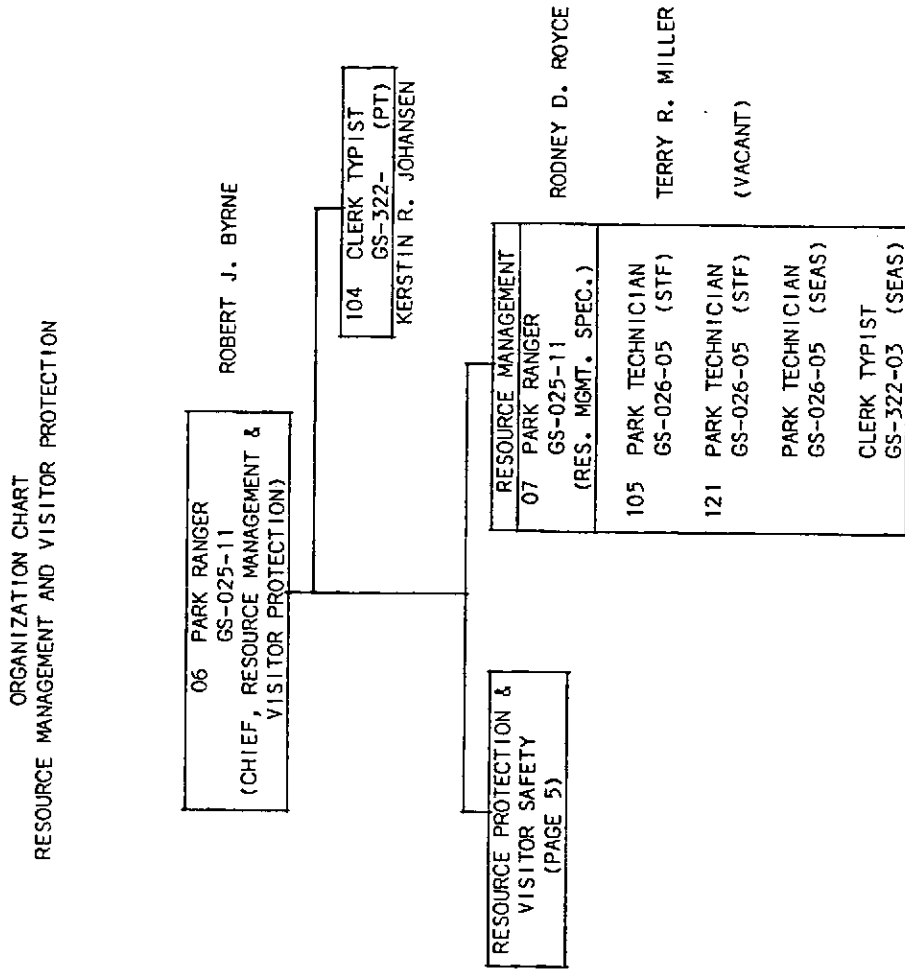 ORGANIZATION CHART
RESOURCE MANAGEMENT AND VISITOR PROTECTION
06 PARK RANGER
GS-025-11
(CHIEF, RESOURCE MANAGEMENT &
VISITOR PROTECTION)
ROBERT J. BYRNE
104 CLERK TYPIST
GS-322- (PT)
KERSTIN R. JOHANSEN
RESOURCE PROTECTION &
VISITOR SAFETY
(PAGE 5)
RESOURCE MANAGEMENT
07 PARK RANGER
GS-025-11
(RES. MGMT. SPEC.)
RODNEY D. ROYCE
105 PARK TECHNICIAN
GS-026-05 (STF)
TERRY R. MILLER
121 PARK TECHNICIAN
GS-026-05 (STF)
(VACANT)
PARK TECHNICIAN
GS-026-05 (SEAS)
CLERK TYPIST
GS-322-03 (SEAS)